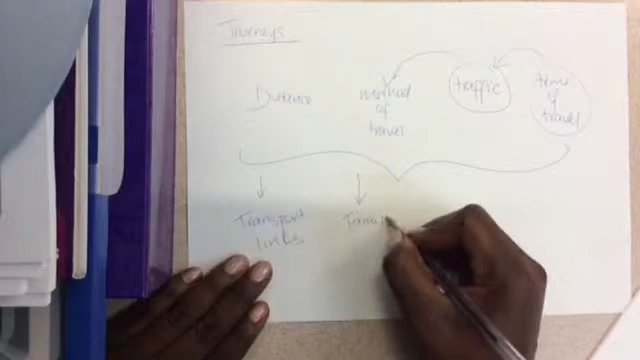 Journeys
Distance
method
of
travel
traffic
time
of
travel
Transport
links